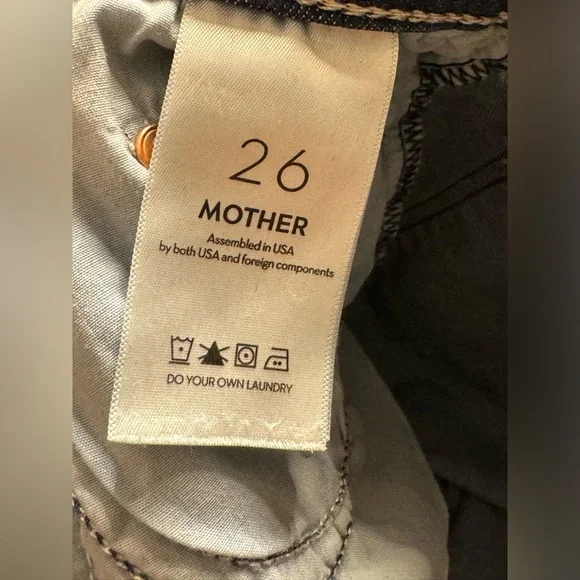 26
MOTHER
Assembled in USA
by both USA and foreign components
DO YOUR OWN LAUNDRY